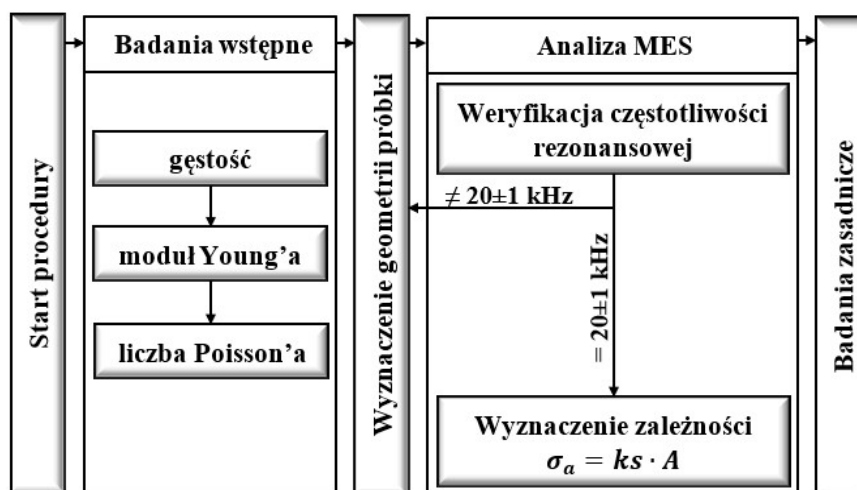 Start procedury
Badania wstępne
gęstość
moduł Young’a
liczba Poisson’a
Wyznaczenie geometrii próbki
Analiza MES
Weryfikacja częstotliwości
rezonansowej
≠ 20±1 kHz
= 20±1 kHz
Wyznaczenie zależności
σₐ = ks · A
Badania zasadnicze